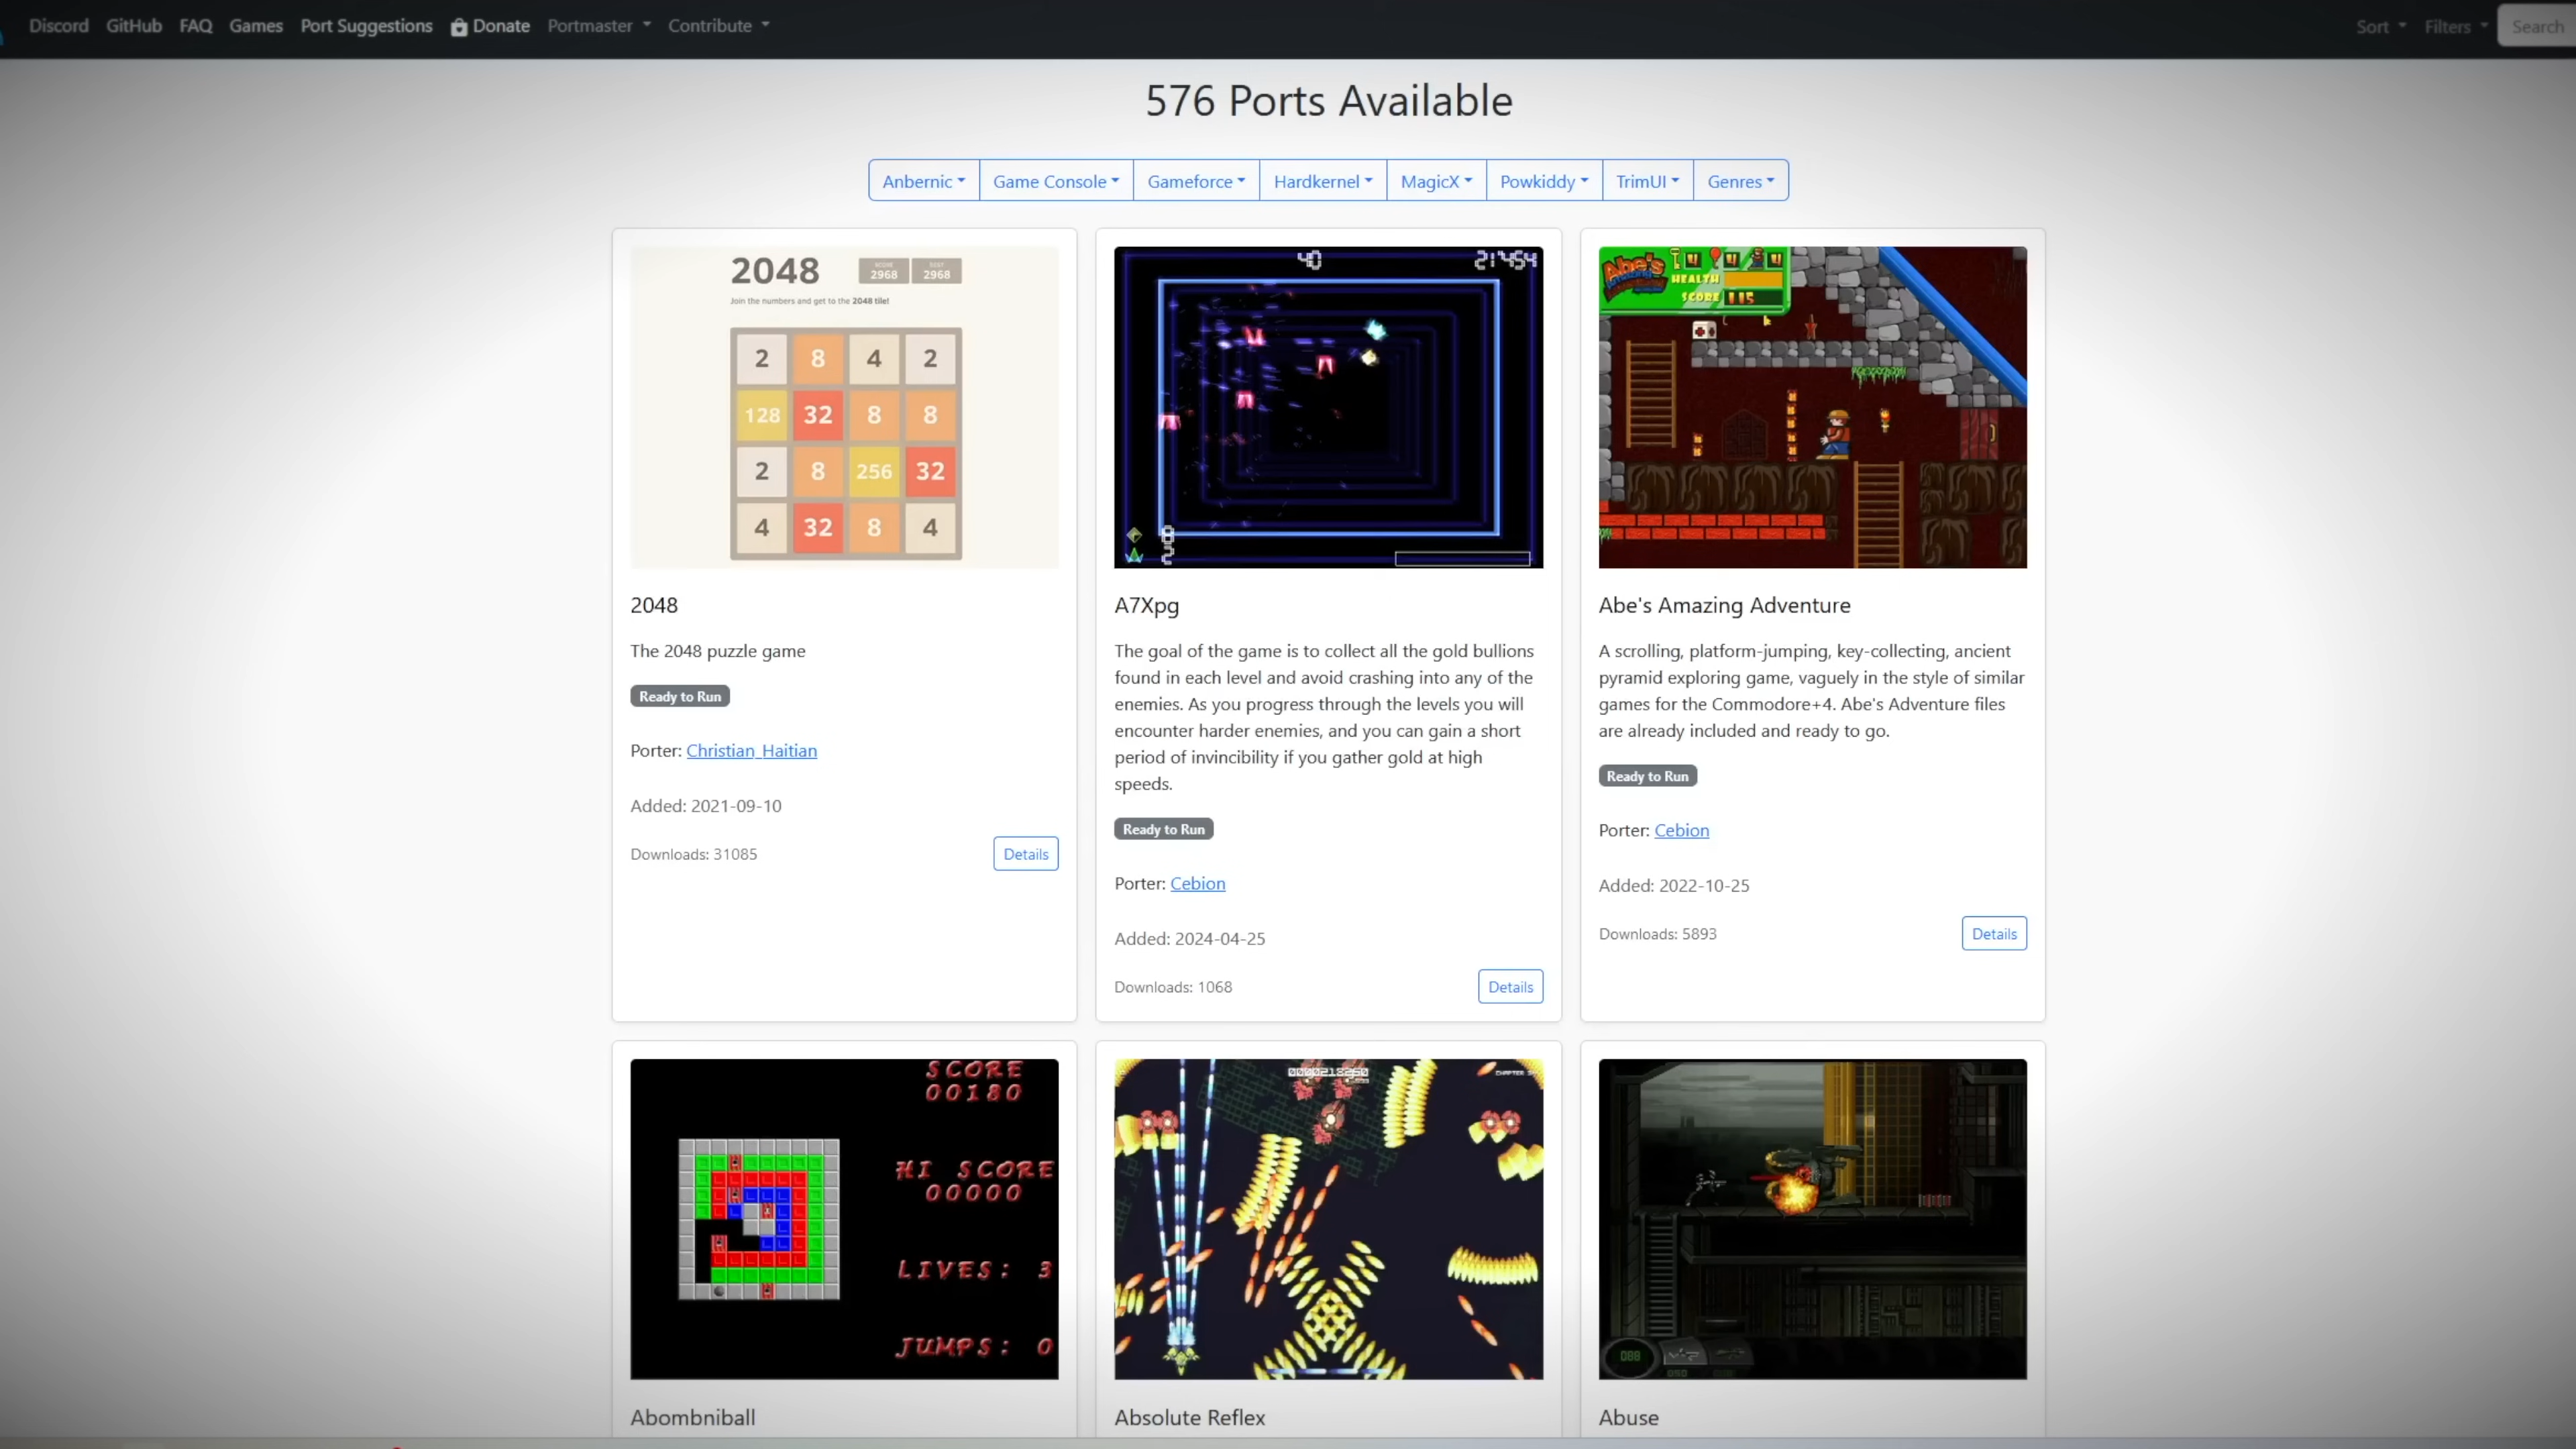 Discord GitHub FAQ Games Port Suggestions Donate Portmaster Contribute Sort Filters Search
576 Ports Available
Anbernic Game Console Gameforce Hardkernel MagicX Powkiddy TrimUI Genres
2048
SCORE BEST
2968 2968
Join the numbers and get to the 2048 tile!
2 8 4 2
128 32 8 8
2 8 256 32
4 32 8 4
2048
The 2048 puzzle game
Ready to Run
Porter: Christian_Haitian
Added: 2021-09-10
Downloads: 31085
Details
40
A7Xpg
The goal of the game is to collect all the gold bullions
found in each level and avoid crashing into any of the
enemies. As you progress through the levels you will
encounter harder enemies, and you can gain a short
period of invincibility if you gather gold at high
speeds.
Ready to Run
Porter: Cebion
Added: 2024-04-25
Downloads: 1068
Details
Abe's Amazing
HEALTH
SCORE 115
Abe's Amazing Adventure
A scrolling, platform-jumping, key-collecting, ancient
pyramid exploring game, vaguely in the style of similar
games for the Commodore+4. Abe's Adventure files
are already included and ready to go.
Ready to Run
Porter: Cebion
Added: 2022-10-25
Downloads: 5893
Details
SCORE
00180
HI SCORE
00000
LIVES: 3
JUMPS: 0
Abombniball
Absolute Reflex
088
Abuse